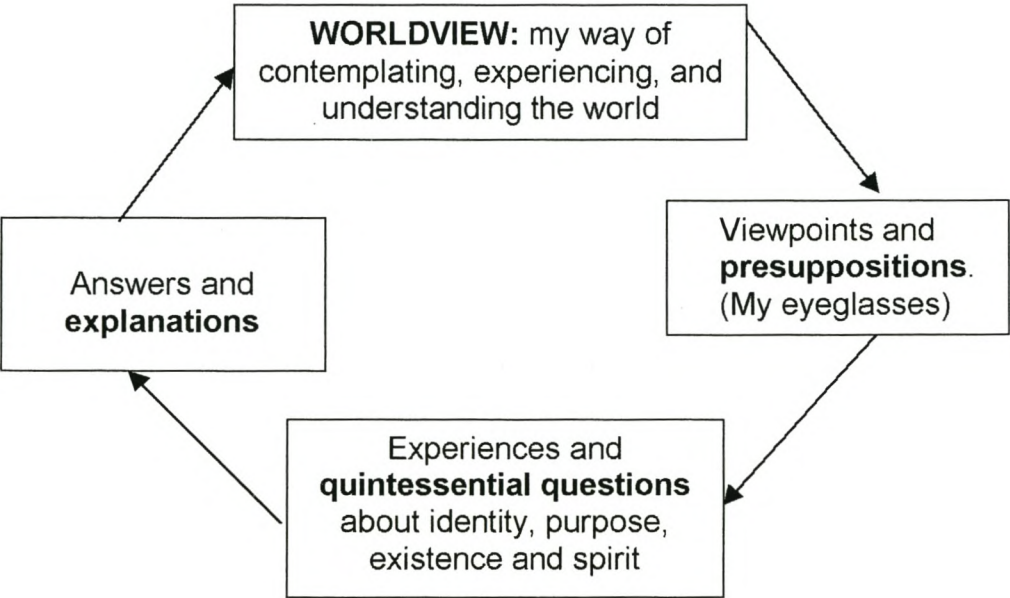 WORLDVIEW: my way of
contemplating, experiencing, and
understanding the world
Viewpoints and
presuppositions.
(My eyeglasses)
Answers and
explanations
Experiences and
quintessential questions
about identity, purpose,
existence and spirit